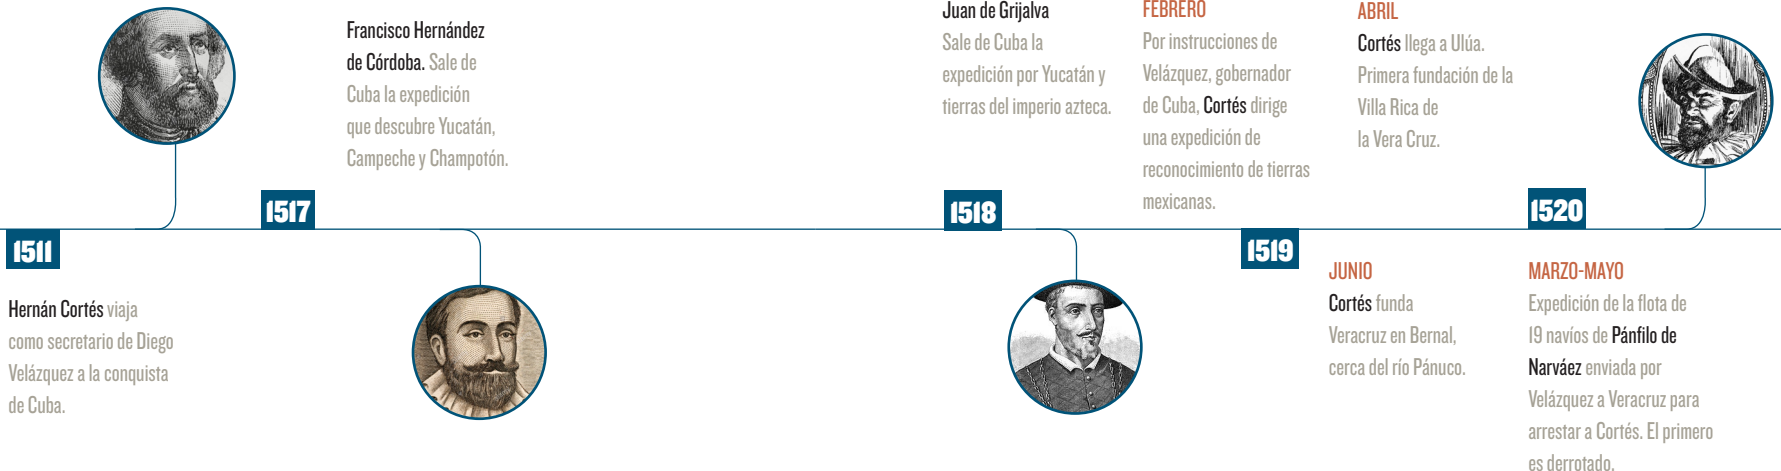 1511
Hernán Cortés viaja
como secretario de Diego
Velázquez a la conquista
de Cuba.
1517
Francisco Hernández
de Córdoba. Sale de
Cuba la expedición
que descubre Yucatán,
Campeche y Champotón.
1518
Juan de Grijalva
Sale de Cuba la
expedición por Yucatán y
tierras del imperio azteca.
1519
FEBRERO
Por instrucciones de
Velázquez, gobernador
de Cuba, Cortés dirige
una expedición de
reconocimiento de tierras
mexicanas.
ABRIL
Cortés llega a Ulúa.
Primera fundación de la
Villa Rica de
la Vera Cruz.
JUNIO
Cortés funda
Veracruz en Bernal,
cerca del río Pánuco.
1520
MARZO-MAYO
Expedición de la flota de
19 navíos de Pánfilo de
Narváez enviada por
Velázquez a Veracruz para
arrestar a Cortés. El primero
es derrotado.